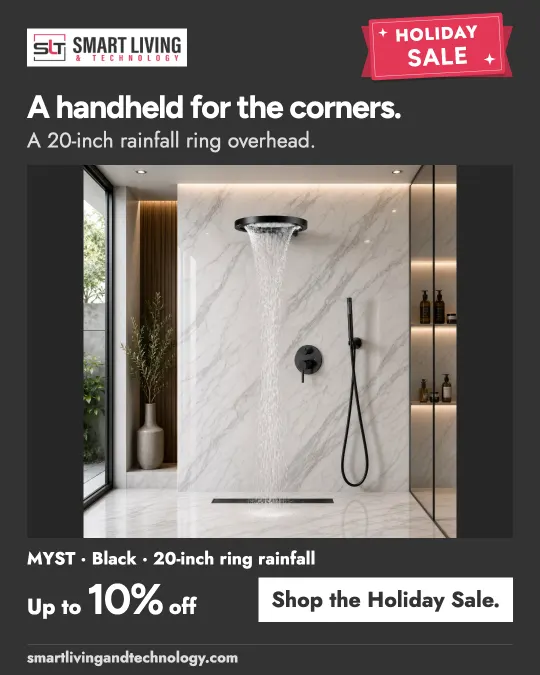 SLT SMART LIVING
& TECHNOLOGY
HOLIDAY
SALE
A handheld for the corners.
A 20-inch rainfall ring overhead.
MYST · Black · 20-inch ring rainfall
Up to 10% off
Shop the Holiday Sale.
smartlivingandtechnology.com